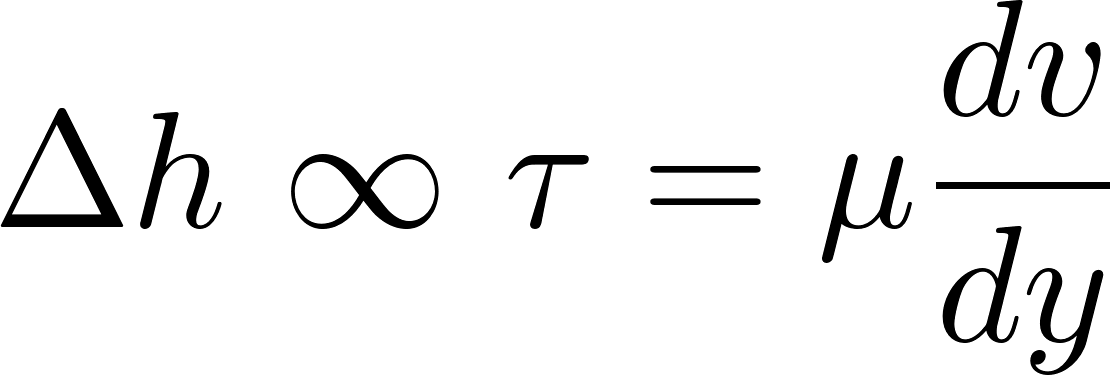 Δh ∞ τ = μ dv/dy